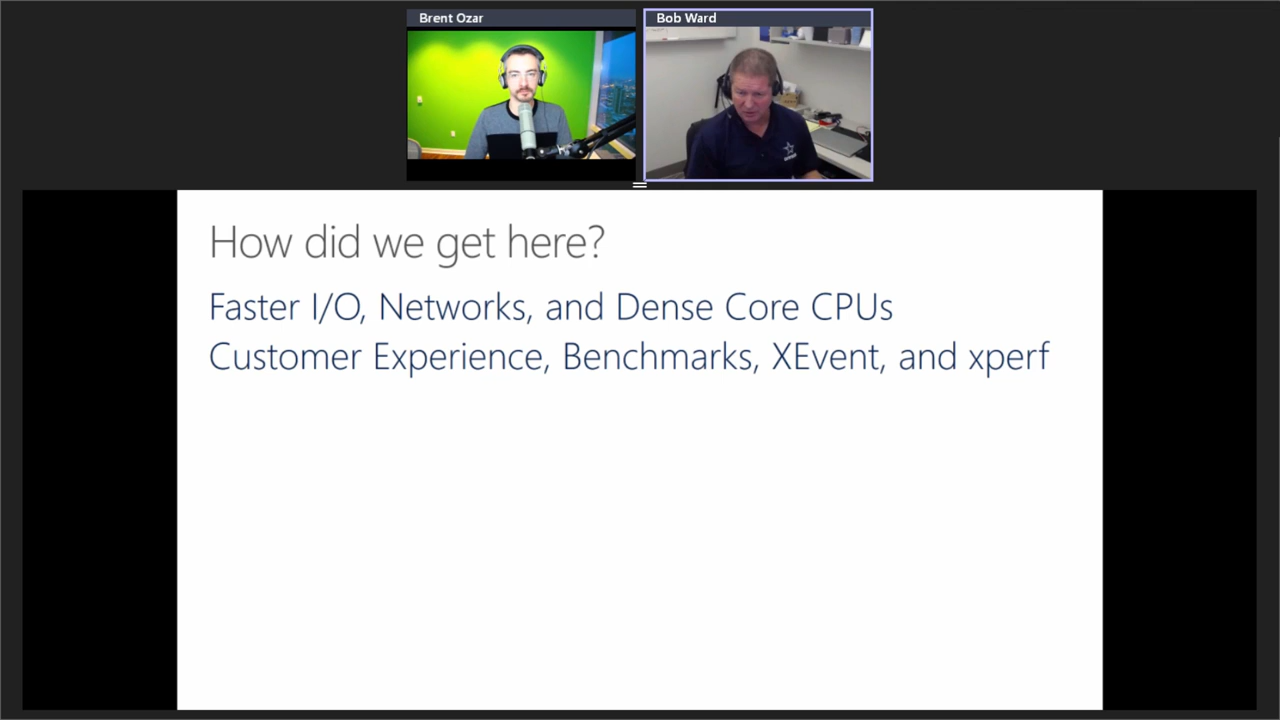 Brent Ozar
Bob Ward
How did we get here?
Faster I/O, Networks, and Dense Core CPUs
Customer Experience, Benchmarks, XEvent, and xperf